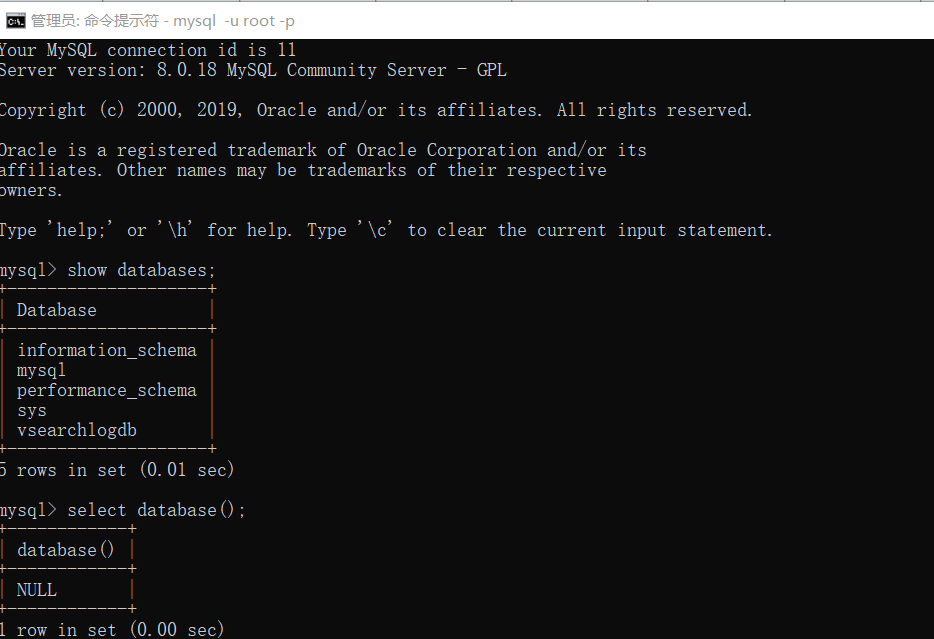 管理员: 命令提示符 - mysql -u root -p
Your MySQL connection id is 11
Server version: 8.0.18 MySQL Community Server - GPL
Copyright (c) 2000, 2019, Oracle and/or its affiliates. All rights reserved.
Oracle is a registered trademark of Oracle Corporation and/or its
affiliates. Other names may be trademarks of their respective
owners.
Type 'help;' or '\h' for help. Type '\c' to clear the current input statement.
mysql> show databases;
+--------------------+
| Database           |
+--------------------+
| information_schema |
| mysql              |
| performance_schema |
| sys                |
| vsearchlogdb       |
+--------------------+
5 rows in set (0.01 sec)
mysql> select database();
+------------+
| database() |
+------------+
| NULL       |
+------------+
1 row in set (0.00 sec)